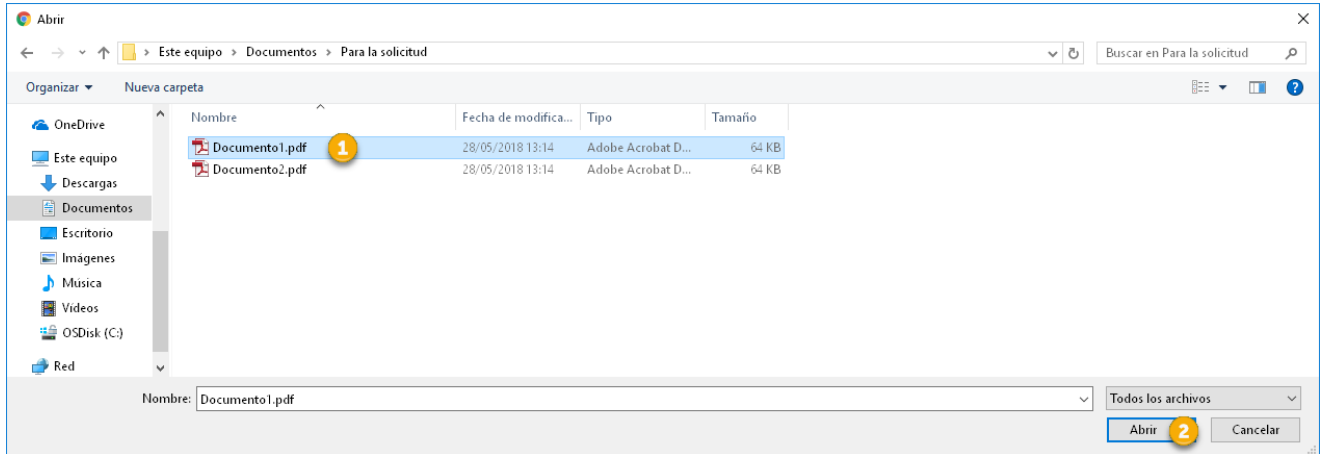 Abrir
Este equipo > Documentos > Para la solicitud
Buscar en Para la solicitud
Organizar
Nueva carpeta
?
Nombre
Fecha de modifica...
Tipo
Tamaño
OneDrive
Este equipo
Descargas
Documentos
Escritorio
Imágenes
Música
Vídeos
OSDisk (C:)
Red
Documento1.pdf
1
28/05/2018 13:14
Adobe Acrobat D...
64 KB
Documento2.pdf
28/05/2018 13:14
Adobe Acrobat D...
64 KB
Nombre:
Documento1.pdf
Todos los archivos
Abrir
2
Cancelar